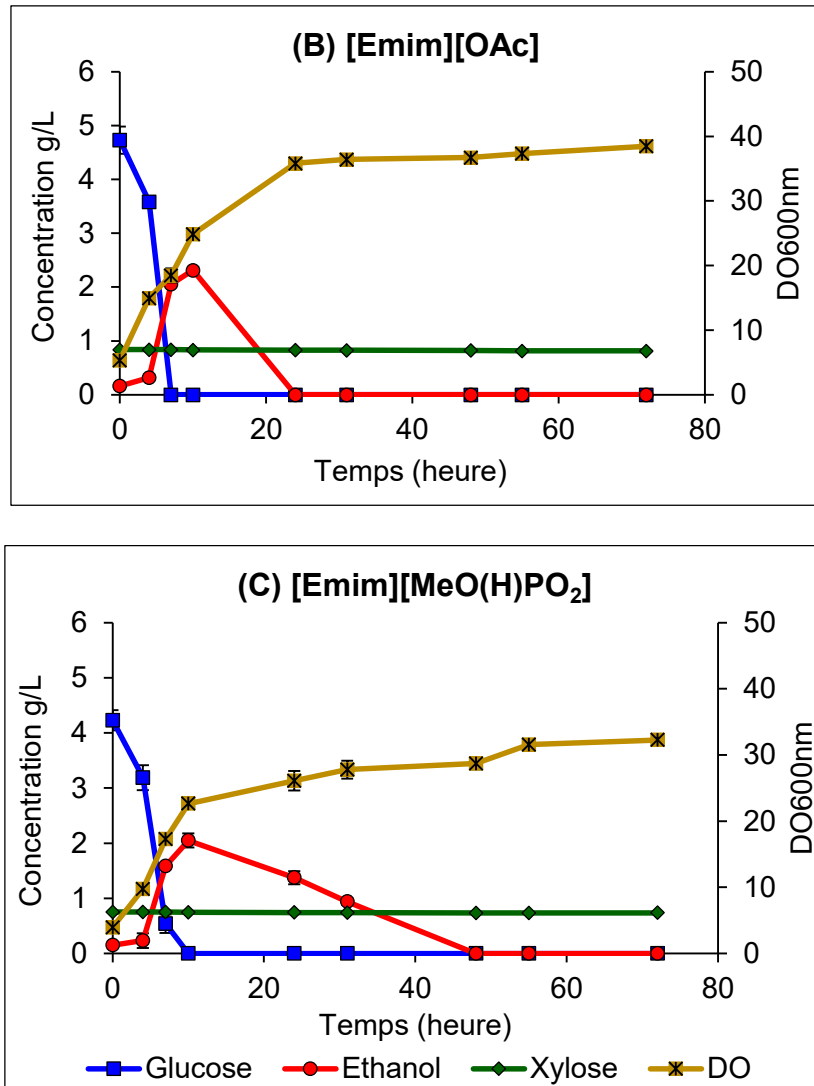 (B) [Emim][OAc]
6
5
4
3
2
1
0
Concentration g/L
50
40
30
20
10
0
DO600nm
0 20 40 60 80
Temps (heure)
(C) [Emim][MeO(H)PO₂]
6
5
4
3
2
1
0
Concentration g/L
50
40
30
20
10
0
DO600nm
0 20 40 60 80
Temps (heure)
Glucose Ethanol Xylose DO